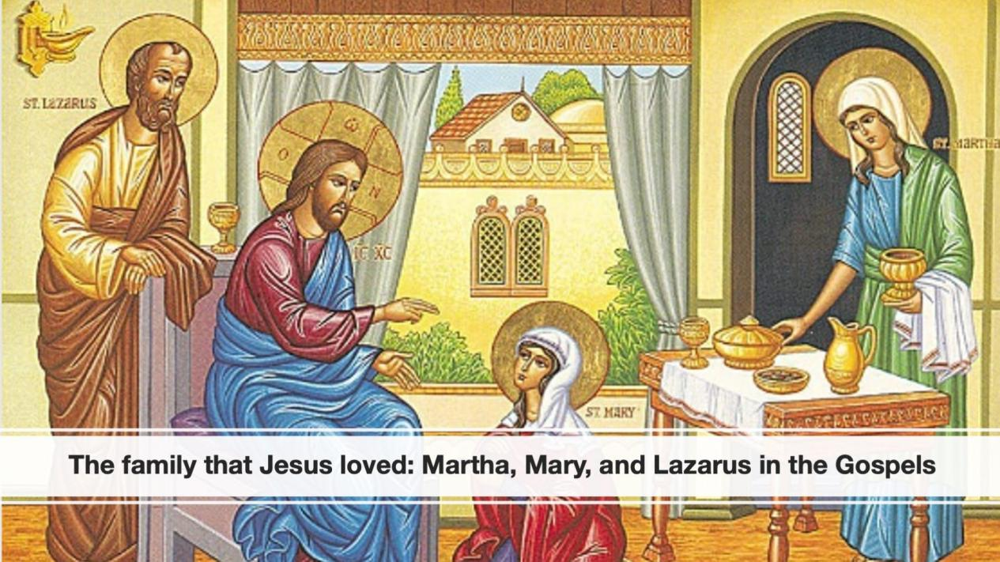 ST. LAZARUS
Ο Ω Ν
IC XC
ST. MARTHA
ST. MARY
The family that Jesus loved: Martha, Mary, and Lazarus in the Gospels